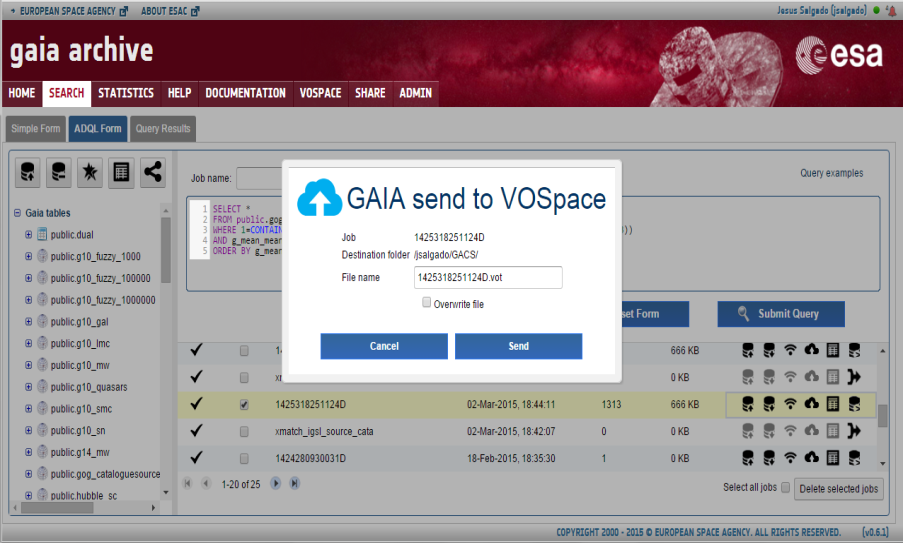 EUROPEAN SPACE AGENCY ABOUT ESAC Jesus Salgado (jsalgado)
gaia archive
esa
HOME SEARCH STATISTICS HELP DOCUMENTATION VOSPACE SHARE ADMIN
Simple Form ADQL Form Query Results
Job name:
Query examples
Gaia tables
public.dual
public.g10_fuzzy_1000
public.g10_fuzzy_100000
public.g10_fuzzy_1000000
public.g10_gal
public.g10_lmc
public.g10_mw
public.g10_quasars
public.g10_smc
public.g10_sn
public.g14_mw
public.gog_cataloguesource
public.hubble_sc
1 SELECT *
2 FROM public.gog
3 WHERE 1=CONTAIN ))
4 AND g_mean_mean
5 ORDER BY g_mean
GAIA send to VOSpace
Job 1425318251124D
Destination folder /jsalgado/GACS/
File name 1425318251124D.vot
Overwrite file
Cancel Send
set Form Submit Query
14 666 KB
0 KB
1425318251124D 02-Mar-2015, 18:44:11 1313 666 KB
xmatch_igsl_source_cata 02-Mar-2015, 18:42:07 0 0 KB
1424280930031D 18-Feb-2015, 18:35:30 1 0 KB
1-20 of 25
Select all jobs Delete selected jobs
COPYRIGHT 2000 - 2015 © EUROPEAN SPACE AGENCY. ALL RIGHTS RESERVED. [v0.6.1]